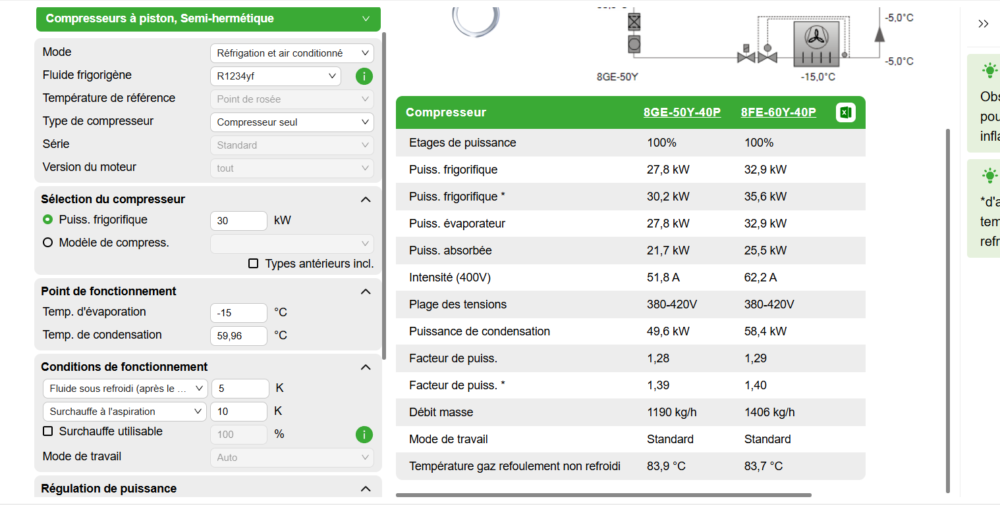 Compresseurs à piston, Semi-hermétique
Mode
Réfrigation et air conditionné
Fluide frigorigène
R1234yf
Température de référence
Point de rosée
Type de compresseur
Compresseur seul
Série
Standard
Version du moteur
tout
Sélection du compresseur
Puiss. frigorifique
30 kW
Modèle de compress.
Types antérieurs incl.
Point de fonctionnement
Temp. d'évaporation
-15 °C
Temp. de condensation
59,96 °C
Conditions de fonctionnement
Fluide sous refroidi (après le ... 5 K
Surchauffe à l'aspiration 10 K
Surchauffe utilisable 100 %
Mode de travail
Auto
Régulation de puissance
-5,0°C
-5,0°C
8GE-50Y
-15,0°C
Compresseur 8GE-50Y-40P 8FE-60Y-40P
Etages de puissance 100% 100%
Puiss. frigorifique 27,8 kW 32,9 kW
Puiss. frigorifique * 30,2 kW 35,6 kW
Puiss. évaporateur 27,8 kW 32,9 kW
Puiss. absorbée 21,7 kW 25,5 kW
Intensité (400V) 51,8 A 62,2 A
Plage des tensions 380-420V 380-420V
Puissance de condensation 49,6 kW 58,4 kW
Facteur de puiss. 1,28 1,29
Facteur de puiss. * 1,39 1,40
Débit masse 1190 kg/h 1406 kg/h
Mode de travail Standard Standard
Température gaz refoulement non refroidi 83,9 °C 83,7 °C
Obs
pou
infla
*d'a
tem
refr